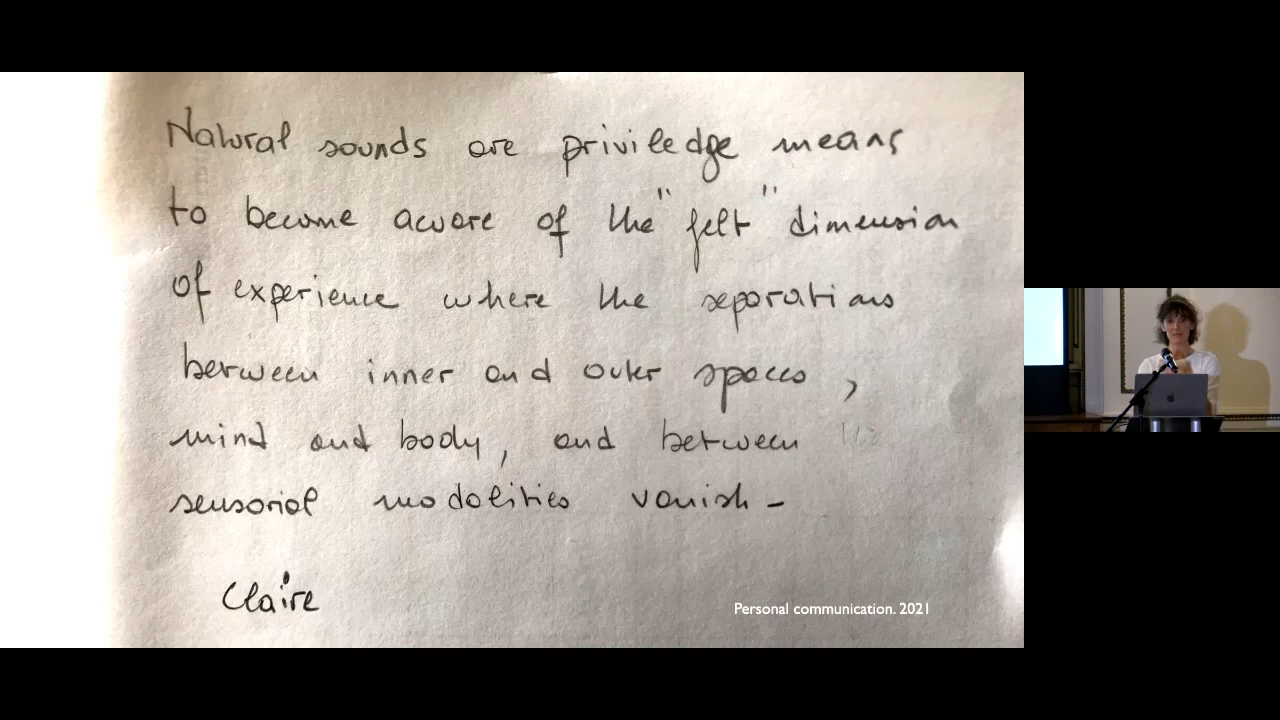 Natural sounds are priviledge means
to become aware of the "felt" dimension
of experience where the separations
between inner and outer spaces,
mind and body, and between
sensorial modalities vanish -
Claire
Personal communication. 2021